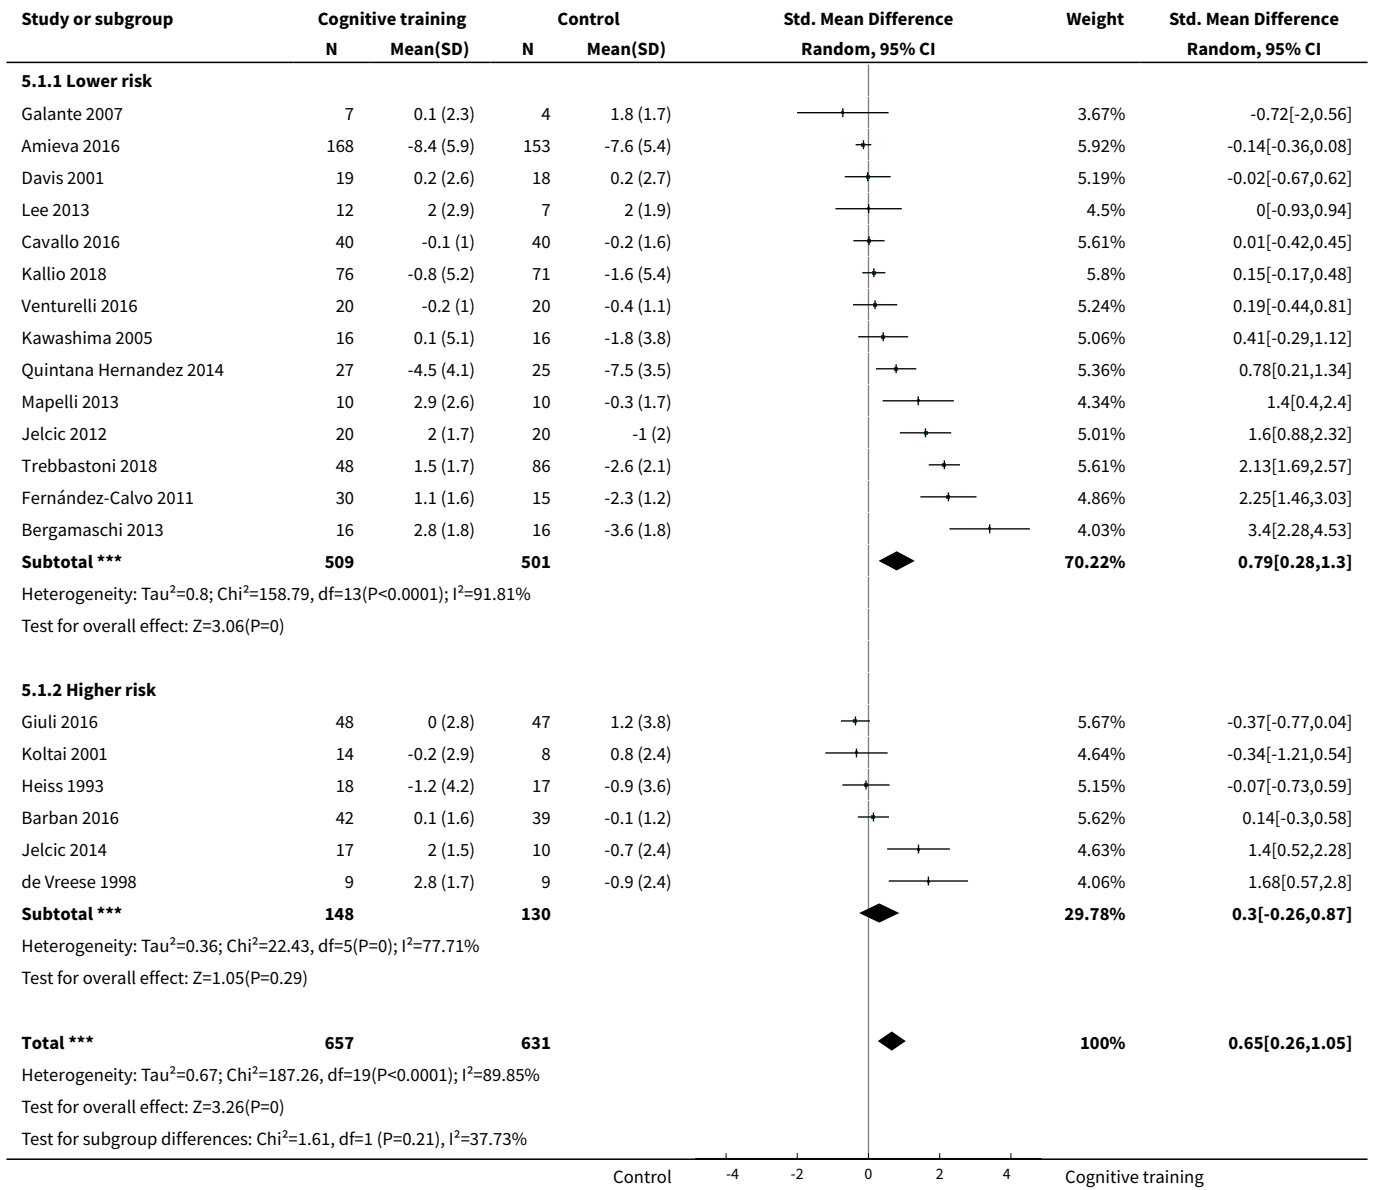 Study or subgroup Cognitive training Control Std. Mean Difference Weight Std. Mean Difference
N Mean(SD) N Mean(SD) Random, 95% CI Random, 95% CI
5.1.1 Lower risk
Galante 2007 7 0.1 (2.3) 4 1.8 (1.7) 3.67% -0.72[-2,0.56]
Amieva 2016 168 -8.4 (5.9) 153 -7.6 (5.4) 5.92% -0.14[-0.36,0.08]
Davis 2001 19 0.2 (2.6) 18 0.2 (2.7) 5.19% -0.02[-0.67,0.62]
Lee 2013 12 2 (2.9) 7 2 (1.9) 4.5% 0[-0.93,0.94]
Cavallo 2016 40 -0.1 (1) 40 -0.2 (1.6) 5.61% 0.01[-0.42,0.45]
Kallio 2018 76 -0.8 (5.2) 71 -1.6 (5.4) 5.8% 0.15[-0.17,0.48]
Venturelli 2016 20 -0.2 (1) 20 -0.4 (1.1) 5.24% 0.19[-0.44,0.81]
Kawashima 2005 16 0.1 (5.1) 16 -1.8 (3.8) 5.06% 0.41[-0.29,1.12]
Quintana Hernandez 2014 27 -4.5 (4.1) 25 -7.5 (3.5) 5.36% 0.78[0.21,1.34]
Mapelli 2013 10 2.9 (2.6) 10 -0.3 (1.7) 4.34% 1.4[0.4,2.4]
Jelcic 2012 20 2 (1.7) 20 -1 (2) 5.01% 1.6[0.88,2.32]
Trebbastoni 2018 48 1.5 (1.7) 86 -2.6 (2.1) 5.61% 2.13[1.69,2.57]
Fernández-Calvo 2011 30 1.1 (1.6) 15 -2.3 (1.2) 4.86% 2.25[1.46,3.03]
Bergamaschi 2013 16 2.8 (1.8) 16 -3.6 (1.8) 4.03% 3.4[2.28,4.53]
Subtotal *** 509 501 70.22% 0.79[0.28,1.3]
Heterogeneity: Tau²=0.8; Chi²=158.79, df=13(P<0.0001); I²=91.81%
Test for overall effect: Z=3.06(P=0)
5.1.2 Higher risk
Giuli 2016 48 0 (2.8) 47 1.2 (3.8) 5.67% -0.37[-0.77,0.04]
Koltai 2001 14 -0.2 (2.9) 8 0.8 (2.4) 4.64% -0.34[-1.21,0.54]
Heiss 1993 18 -1.2 (4.2) 17 -0.9 (3.6) 5.15% -0.07[-0.73,0.59]
Barban 2016 42 0.1 (1.6) 39 -0.1 (1.2) 5.62% 0.14[-0.3,0.58]
Jelcic 2014 17 2 (1.5) 10 -0.7 (2.4) 4.63% 1.4[0.52,2.28]
de Vreese 1998 9 2.8 (1.7) 9 -0.9 (2.4) 4.06% 1.68[0.57,2.8]
Subtotal *** 148 130 29.78% 0.3[-0.26,0.87]
Heterogeneity: Tau²=0.36; Chi²=22.43, df=5(P=0); I²=77.71%
Test for overall effect: Z=1.05(P=0.29)
Total *** 657 631 100% 0.65[0.26,1.05]
Heterogeneity: Tau²=0.67; Chi²=187.26, df=19(P<0.0001); I²=89.85%
Test for overall effect: Z=3.26(P=0)
Test for subgroup differences: Chi²=1.61, df=1 (P=0.21), I²=37.73%
Control -4 -2 0 2 4 Cognitive training